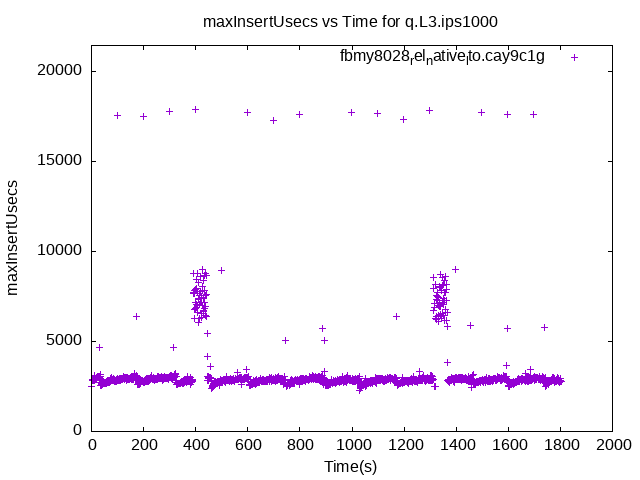 maxInsertUsecs vs Time for q.L3.ips1000
fbmy8028relnativelto.cay9c1g
20000
15000
10000
5000
0
maxInsertUsecs
0 200 400 600 800 1000 1200 1400 1600 1800 2000
Time(s)